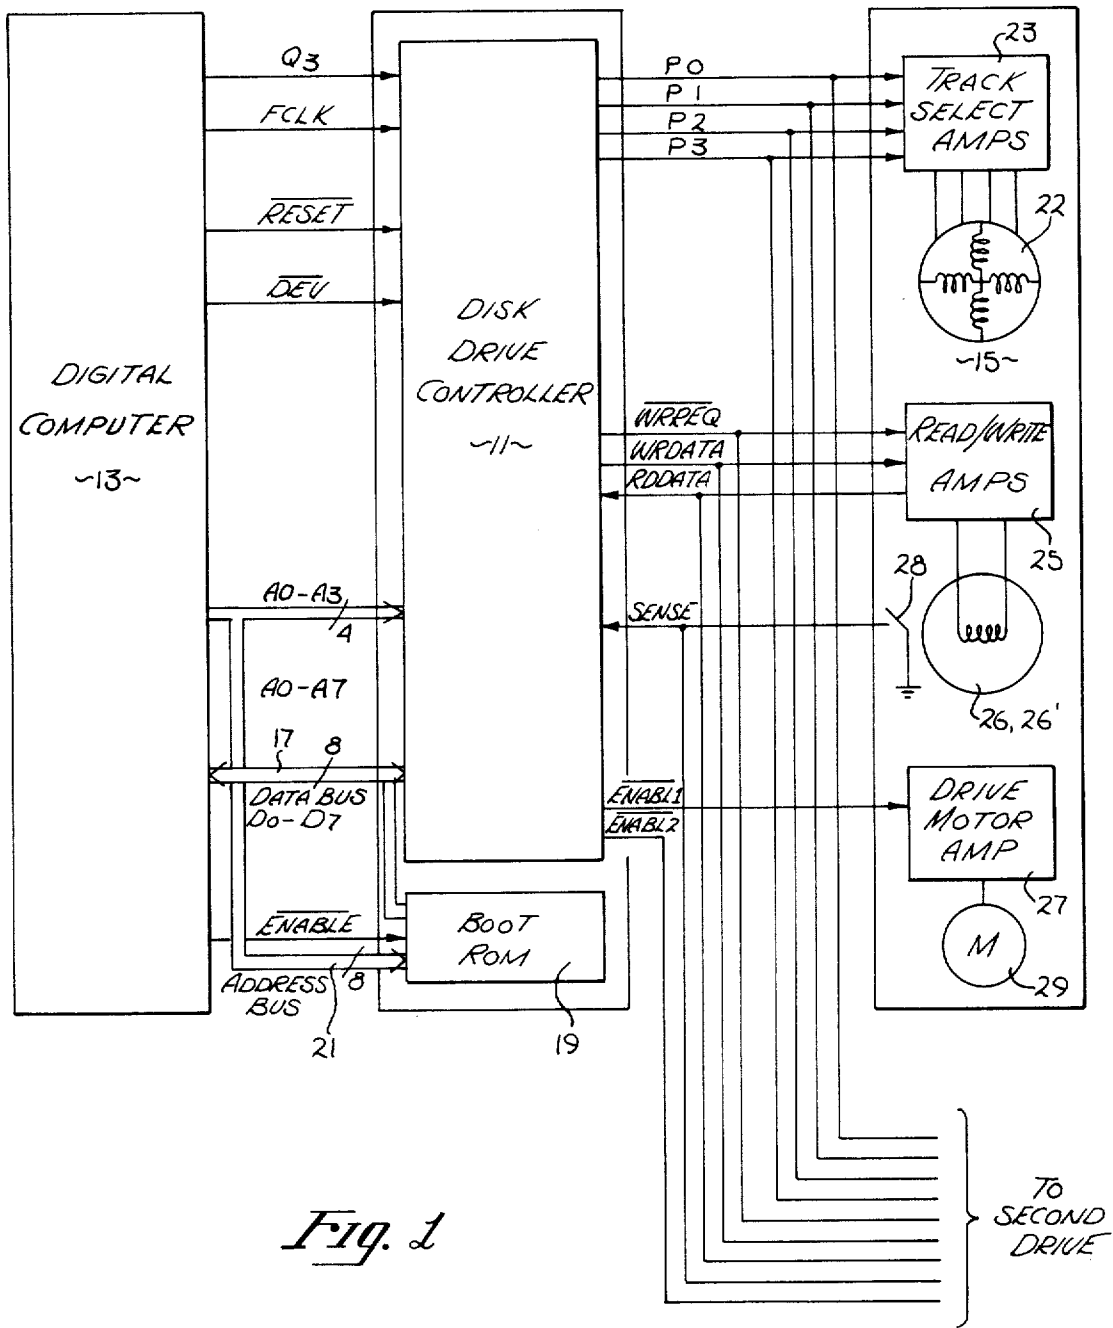 Q3
FCLK
RESET
DEV
DIGITAL
COMPUTER
~13~
A0-A3
4
A0-A7
17
8
DATA BUS
D0-D7
ENABLE
8
ADDRESS
BUS
21
DISK
DRIVE
CONTROLLER
~11~
BOOT
ROM
19
P0
P1
P2
P3
WRREQ
WRDATA
RDDATA
SENSE
ENABL1
ENABL2
23
TRACK
SELECT
AMPS
22
~15~
READ/WRITE
AMPS
25
28
26, 26'
DRIVE
MOTOR
AMP
27
M
29
TO
SECOND
DRIVE
Fig. 1